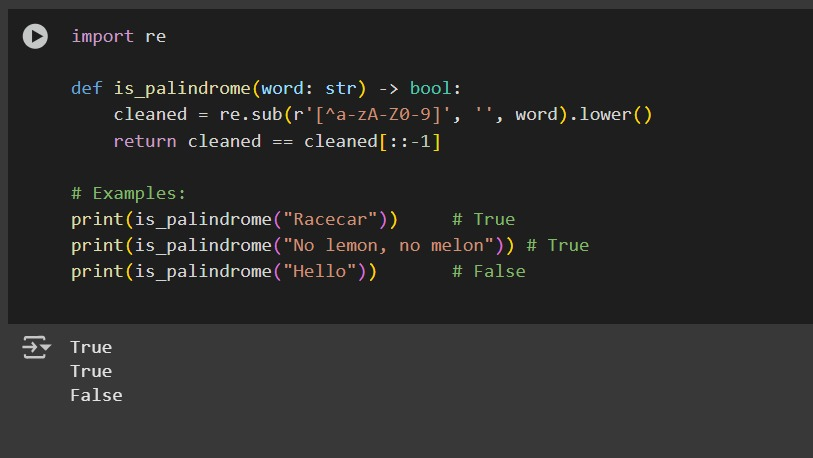 import re

def is_palindrome(word: str) -> bool:
    cleaned = re.sub(r'[^a-zA-Z0-9]', '', word).lower()
    return cleaned == cleaned[::-1]

# Examples:
print(is_palindrome("Racecar"))     # True
print(is_palindrome("No lemon, no melon")) # True
print(is_palindrome("Hello"))       # False

True
True
False